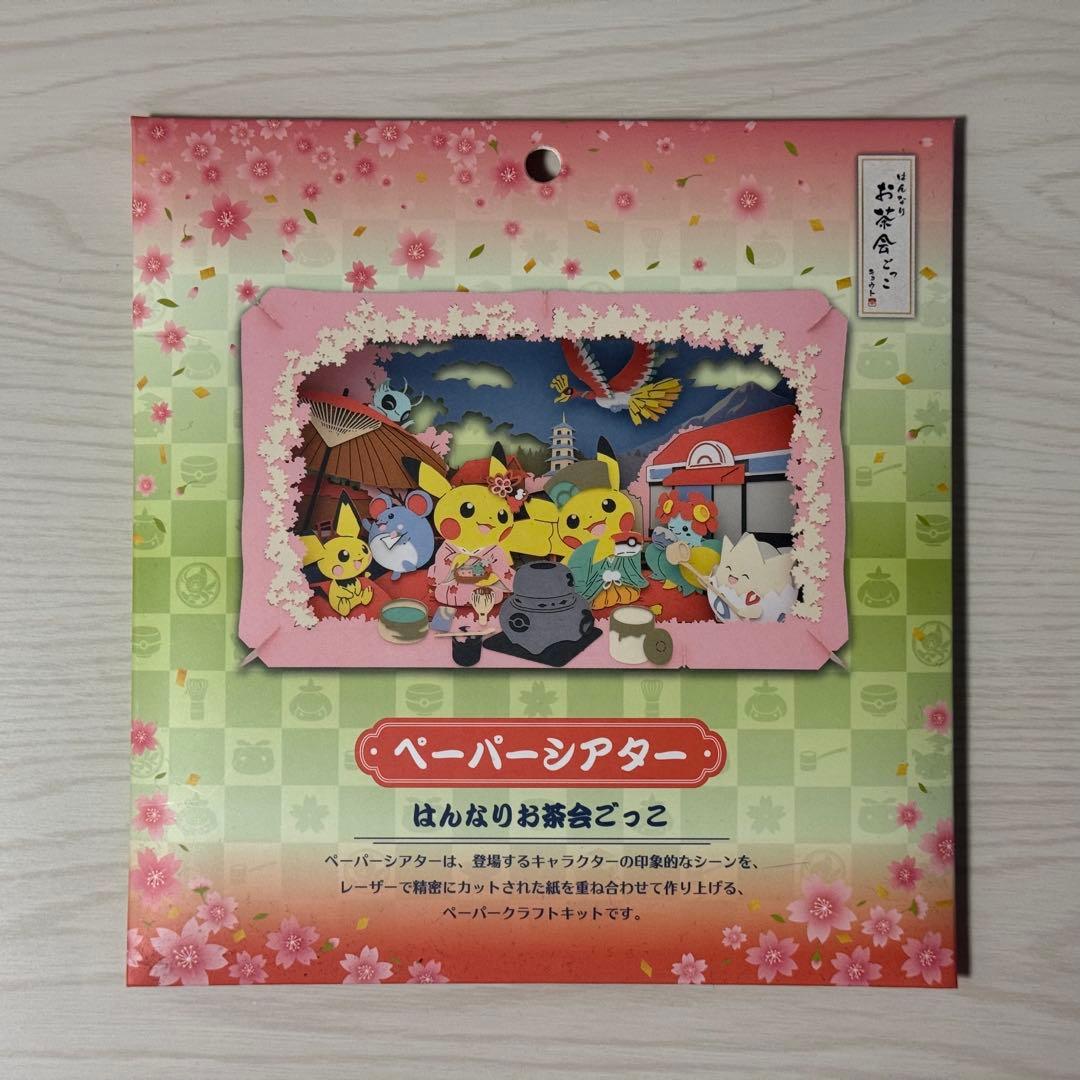 はんなり
お茶会ごっこ
キョウト
ペーパーシアター
はんなりお茶会ごっこ
ペーパーシアターは、登場するキャラクターの印象的なシーンを、
レーザーで精密にカットされた紙を重ね合わせて作り上げる、
ペーパークラフトキットです。